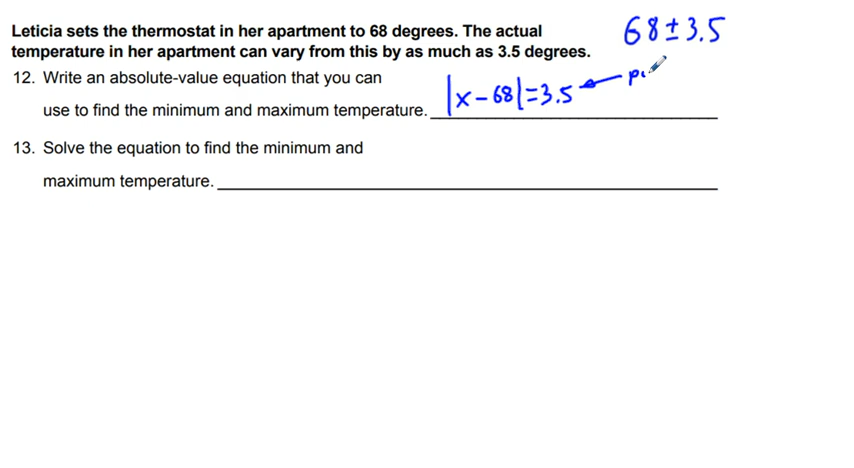 Leticia sets the thermostat in her apartment to 68 degrees. The actual
temperature in her apartment can vary from this by as much as 3.5 degrees.
68 ± 3.5
12. Write an absolute-value equation that you can
use to find the minimum and maximum temperature. |x - 68| = 3.5
13. Solve the equation to find the minimum and
maximum temperature.